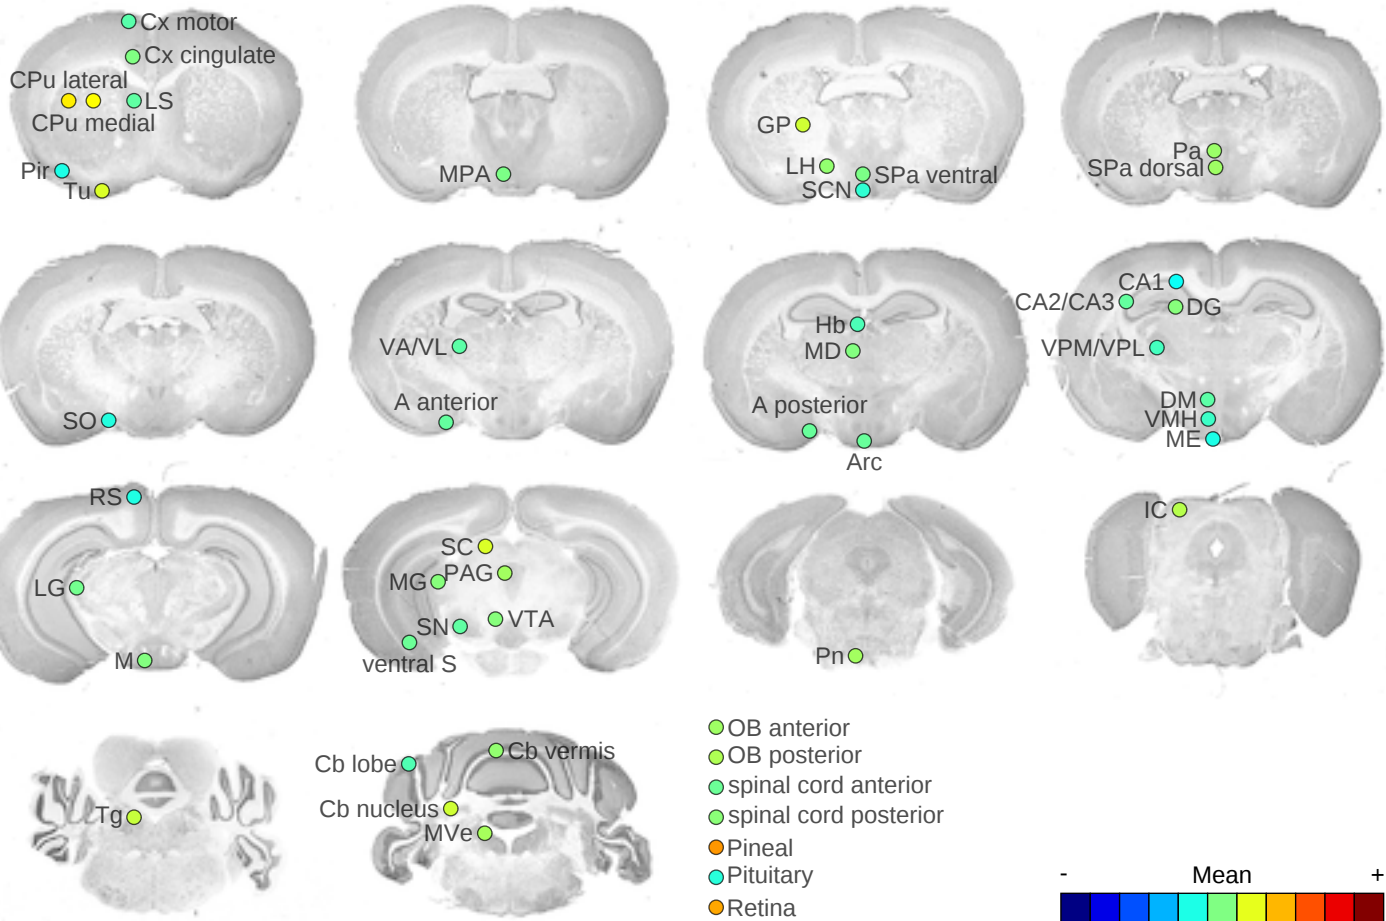 Cx motor
Cx cingulate
CPu lateral
LS
CPu medial
Pir
Tu
MPA
GP
LH
SPa ventral
SCN
Pa
SPa dorsal
SO
VA/VL
A anterior
Hb
MD
A posterior
Arc
CA1
CA2/CA3
DG
VPM/VPL
DM
VMH
ME
RS
LG
M
SC
PAG
MG
VTA
SN
ventral S
Pn
IC
Tg
Cb vermis
Cb lobe
Cb nucleus
MVe
OB anterior
OB posterior
spinal cord anterior
spinal cord posterior
Pineal
Pituitary
Retina
- Mean +